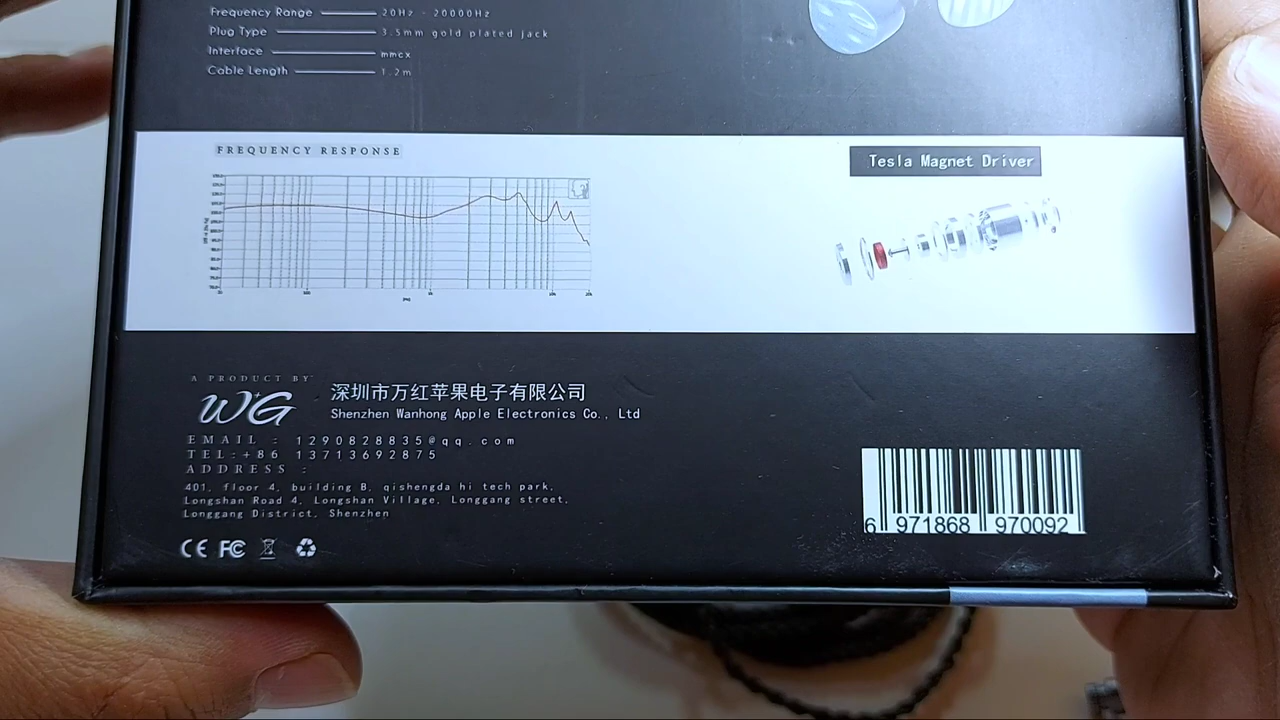 Frequency Range 20Hz - 20000Hz
Plug Type 3.5mm gold plated jack
Interface mmcx
Cable Length 1.2m
FREQUENCY RESPONSE
Tesla Magnet Driver
A PRODUCT BY
WG
深圳市万红苹果电子有限公司
Shenzhen Wanhong Apple Electronics Co., Ltd
EMAIL : 1290828835@qq.com
TEL:+86 13713692875
ADDRESS :
401, floor 4, building B, qishengda hi tech park,
Longshan Road 4, Longshan Village, Longgang street,
Longgang District, Shenzhen
CE FC
6 971868 970092